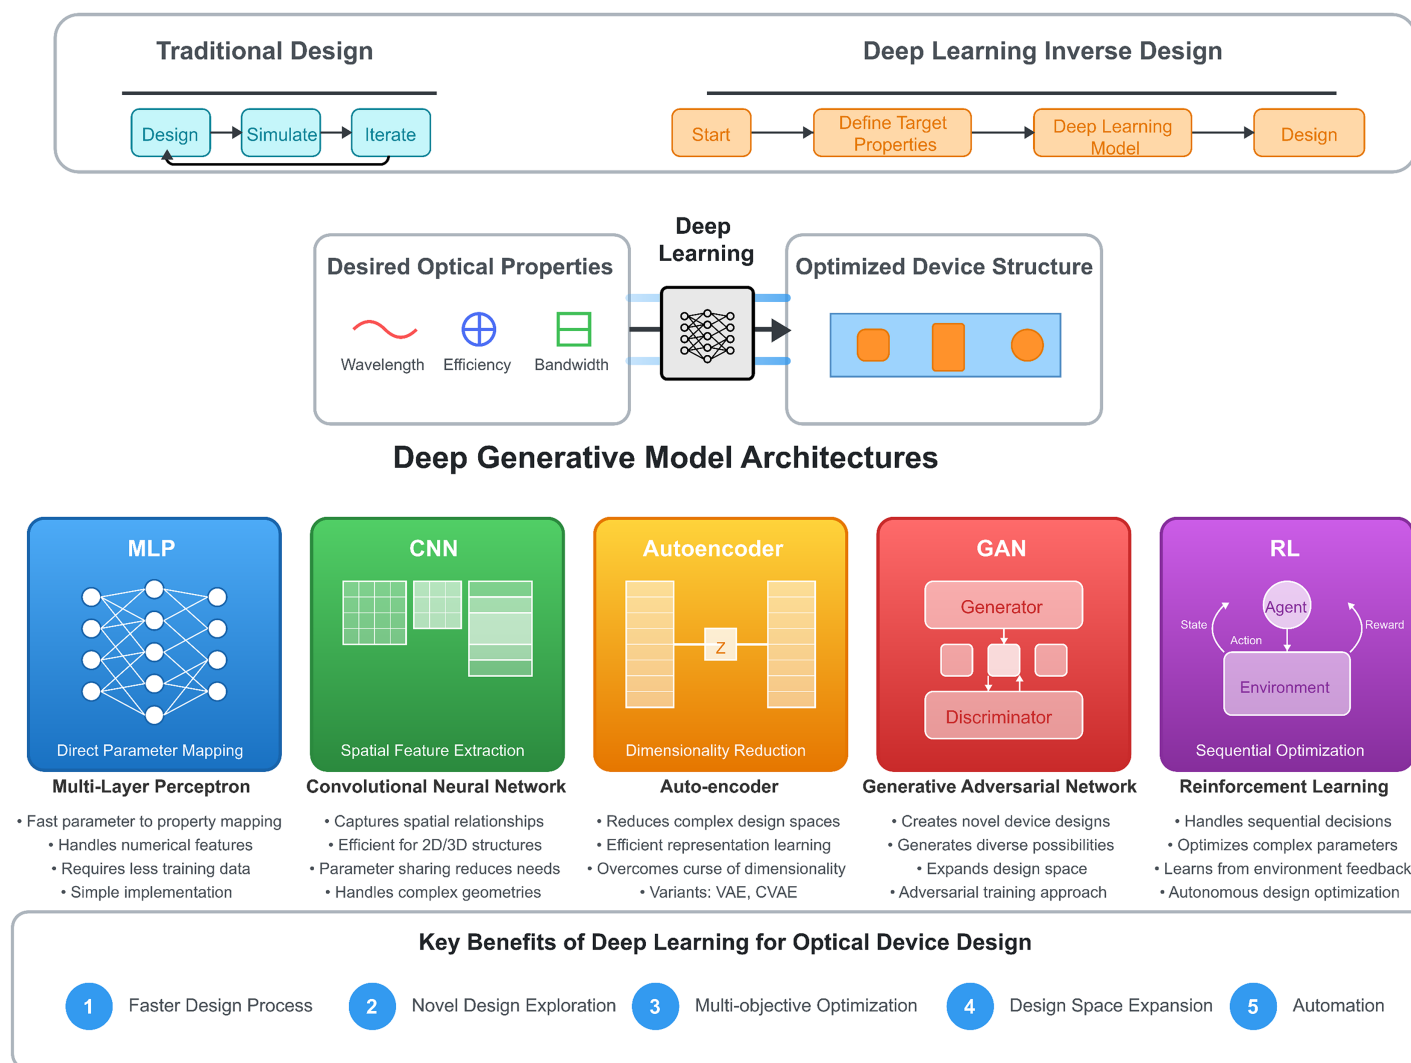 Traditional Design
Deep Learning Inverse Design
Design
Simulate
Iterate
Start
Define Target
Properties
Deep Learning
Model
Design
Deep
Learning
Desired Optical Properties
Wavelength
Efficiency
Bandwidth
Optimized Device Structure
Deep Generative Model Architectures
MLP
Direct Parameter Mapping
Multi-Layer Perceptron
• Fast parameter to property mapping
• Handles numerical features
• Requires less training data
• Simple implementation
CNN
Spatial Feature Extraction
Convolutional Neural Network
• Captures spatial relationships
• Efficient for 2D/3D structures
• Parameter sharing reduces needs
• Handles complex geometries
Autoencoder
Z
Dimensionality Reduction
Auto-encoder
• Reduces complex design spaces
• Efficient representation learning
• Overcomes curse of dimensionality
• Variants: VAE, CVAE
GAN
Generator
Discriminator
Generative Adversarial Network
• Creates novel device designs
• Generates diverse possibilities
• Expands design space
• Adversarial training approach
RL
Agent
State
Reward
Action
Environment
Sequential Optimization
Reinforcement Learning
• Handles sequential decisions
• Optimizes complex parameters
• Learns from environment feedback
• Autonomous design optimization
Key Benefits of Deep Learning for Optical Device Design
1 Faster Design Process
2 Novel Design Exploration
3 Multi-objective Optimization
4 Design Space Expansion
5 Automation